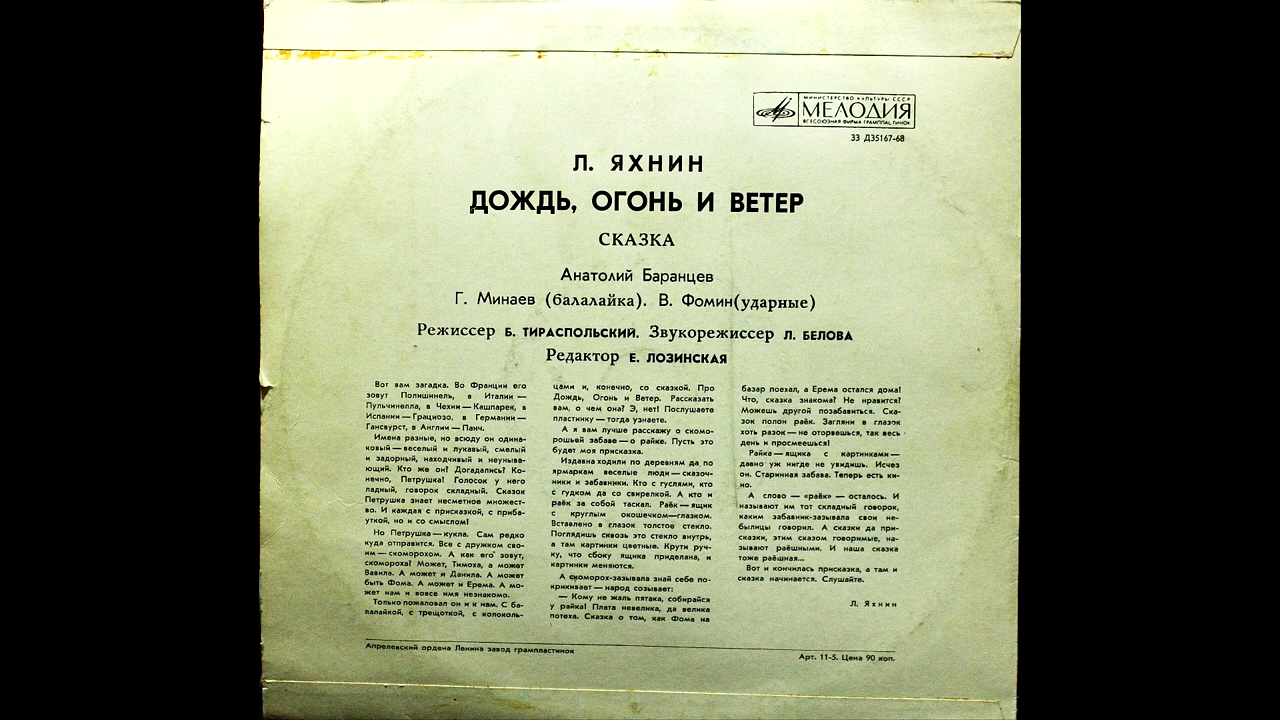 МИНИСТЕРСТВО КУЛЬТУРЫ СССР
МЕЛОДИЯ
ВСЕСОЮЗНАЯ ФИРМА ГРАМПЛАСТИНОК
33 Д35167-68
Л. ЯХНИН
ДОЖДЬ, ОГОНЬ И ВЕТЕР
СКАЗКА
Анатолий Баранцев
Г. Минаев (балалайка). В. Фомин(ударные)
Режиссер Б. ТИРАСПОЛЬСКИЙ. Звукорежиссер Л. БЕЛОВА
Редактор Е. ЛОЗИНСКАЯ
Вот вам загадка. Во Франции его
зовут Полишинель, в Италии —
Пульчинелла, в Чехии — Кашпарек, в
Испании — Грациозо, в Германии —
Гансвурст, в Англии — Панч.
Имена разные, но всюду он одина-
ковый — веселый и лукавый, смелый
и задорный, находчивый и неуныва-
ющий. Кто же он? Догадались? Ко-
нечно, Петрушка! Голосок у него
ладный, говорок складный. Сказок
Петрушка знает несметное множест-
во. И каждая с присказкой, с приба-
уткой, но и со смыслом!
Но Петрушка — кукла. Сам редко
куда отправится. Все с дружком сво-
им — скоморохом. А как его зовут,
скомороха? Может, Тимоха, а может
Вавила. А может и Данила. А может
быть Фома. А может и Ерема. А мо-
жет нам и вовсе имя незнакомо.
Только пожаловал он и к нам. С ба-
лалайкой, с трещоткой, с колоколь-
цами и, конечно, со сказкой. Про
Дождь, Огонь и Ветер. Рассказать
вам, о чем она? Э, нет! Послушаете
пластинку — тогда узнаете.
А я вам лучше расскажу о скомо-
рошьей забаве — о райке. Пусть это
будет моя присказка.
Издавна ходили по деревням да по
ярмаркам веселые люди — сказоч-
ники и забавники. Кто с гуслями, кто
с гудком да со свирелкой. А кто и
раёк за собой таскал. Раёк — ящик
с круглым окошечком—глазком.
Вставлено в глазок толстое стекло.
Поглядишь сквозь это стекло внутрь,
а там картинки цветные. Крути руч-
ку, что сбоку ящика приделана, и
картинки меняются.
А скоморох-зазывала знай себе по-
крикивает — народ созывает:
— Кому не жаль пятака, собирайся
у райка! Плата невелика, да велика
потеха. Сказка о том, как Фома на
базар поехал, а Ерема остался дома!
Что, сказка знакома? Не нравится?
Можешь другой позабавиться. Ска-
зок полон раёк. Загляни в глазок
хоть разок — не оторвешься, так весь
день и просмеешься!
Райка — ящика с картинками —
давно уж нигде не увидишь. Исчез
он. Старинная забава. Теперь есть ки-
но.
А слово — «раёк» — осталось. И
называют им тот складный говорок,
каким забавник-зазывала свои не-
былицы говорил. А сказки да при-
сказки, этим сказом говоримые, на-
зывают раёшными. И наша сказка
тоже раёшная...
Вот и кончилась присказка, а там и
сказка начинается. Слушайте.
Л. Яхнин
Апрелевский ордена Ленина завод грампластинок
Арт. 11-5. Цена 90 коп.